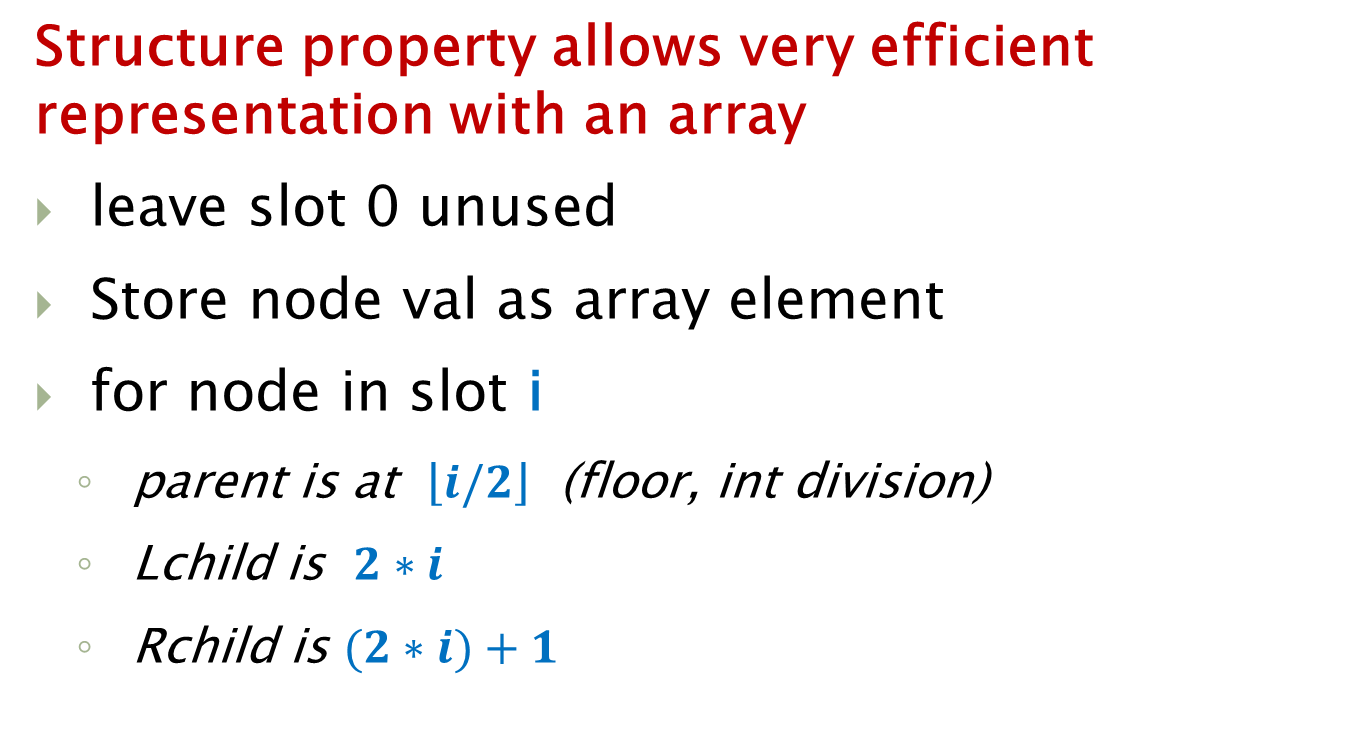 Structure property allows very efficient
representation with an array
leave slot 0 unused
Store node val as array element
for node in slot i
parent is at ⌊i/2⌋ (floor, int division)
Lchild is 2 ∗ i
Rchild is (2 ∗ i) + 1